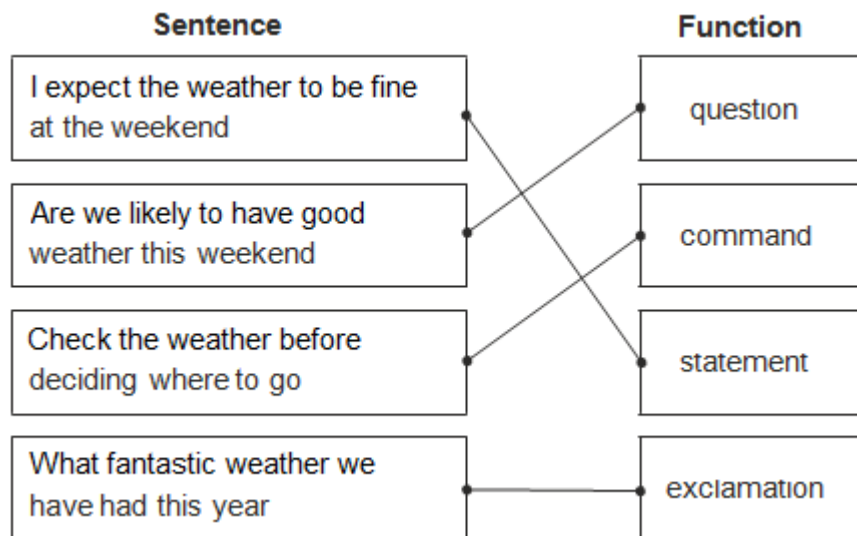 Sentence
Function
I expect the weather to be fine
at the weekend
question
Are we likely to have good
weather this weekend
command
Check the weather before
deciding where to go
statement
What fantastic weather we
have had this year
exclamation